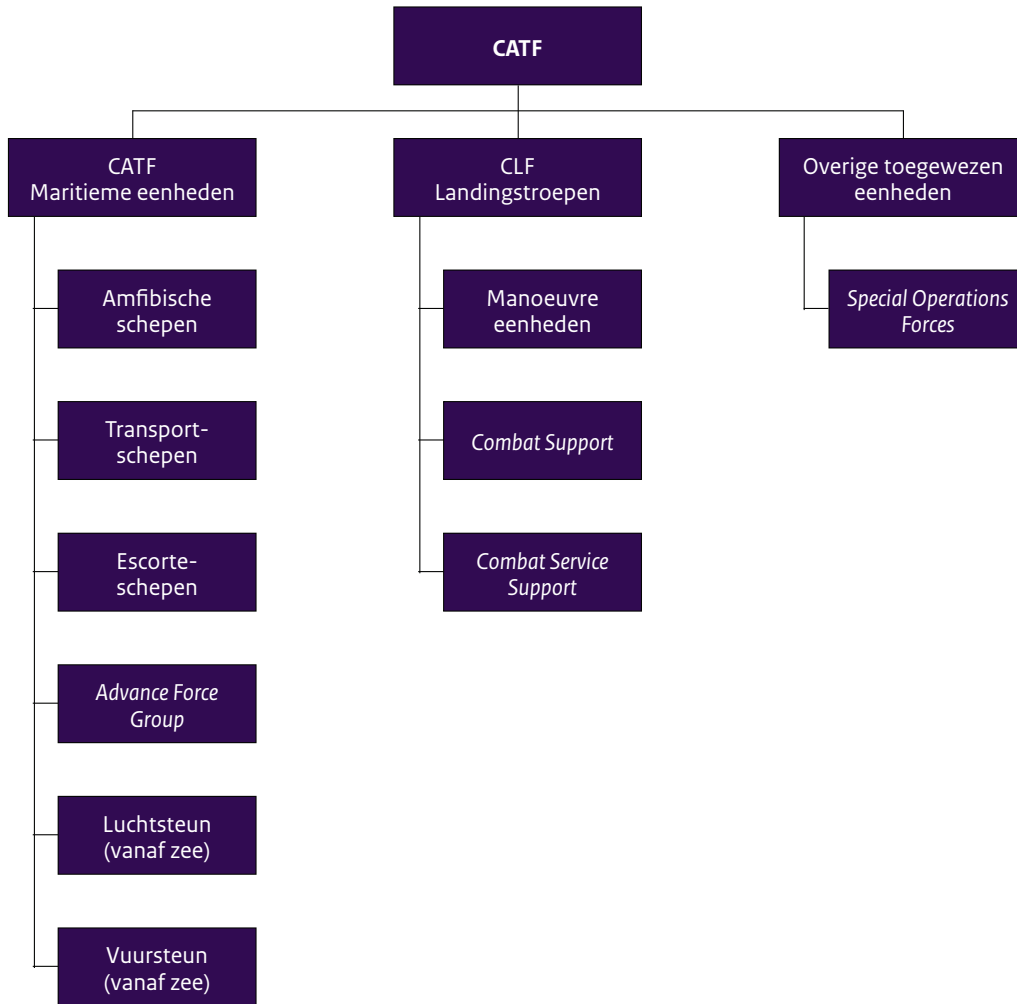 CATF
CATF
Maritieme eenheden
CLF
Landingstroepen
Overige toegewezen
eenheden
Amfibische
schepen
Manoeuvre
eenheden
Special Operations
Forces
Transport-
schepen
Combat Support
Escorte-
schepen
Combat Service
Support
Advance Force
Group
Luchtsteun
(vanaf zee)
Vuursteun
(vanaf zee)